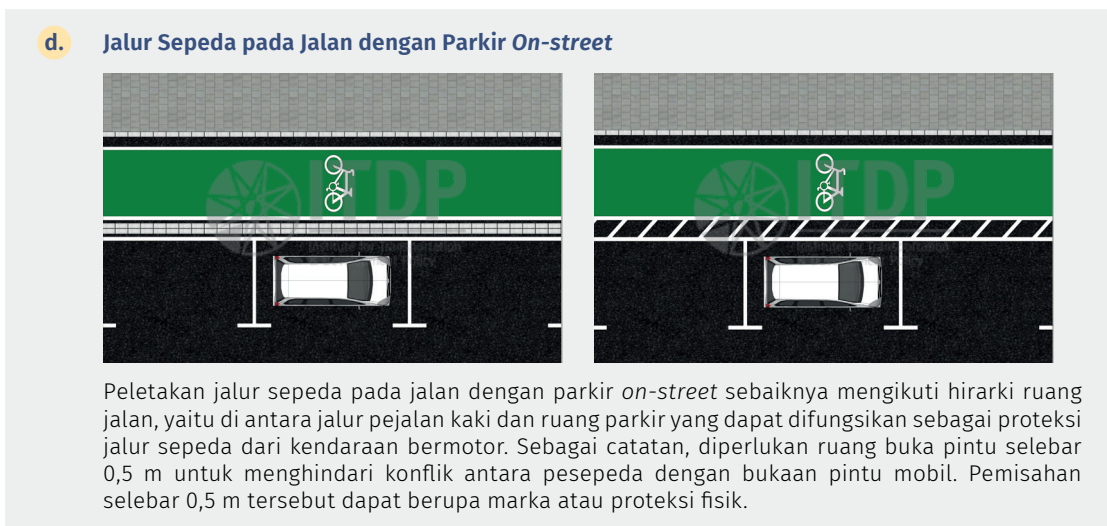 d. Jalur Sepeda pada Jalan dengan Parkir On-street
ITDP
ITDP
Peletakan jalur sepeda pada jalan dengan parkir on-street sebaiknya mengikuti hirarki ruang
jalan, yaitu di antara jalur pejalan kaki dan ruang parkir yang dapat difungsikan sebagai proteksi
jalur sepeda dari kendaraan bermotor. Sebagai catatan, diperlukan ruang buka pintu selebar
0,5 m untuk menghindari konflik antara pesepeda dengan bukaan pintu mobil. Pemisahan
selebar 0,5 m tersebut dapat berupa marka atau proteksi fisik.